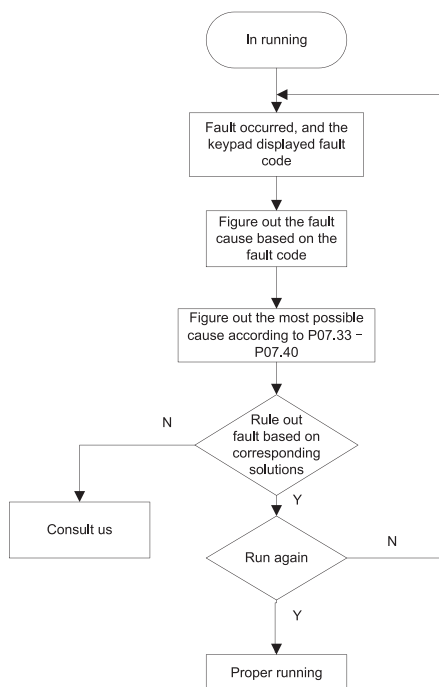 In running
Fault occurred, and the
keypad displayed fault
code
Figure out the fault
cause based on the
fault code
Figure out the most possible
cause according to P07.33 –
P07.40
N
Rule out
fault based on
corresponding
solutions
Y
Consult us
Run again
N
Y
Proper running